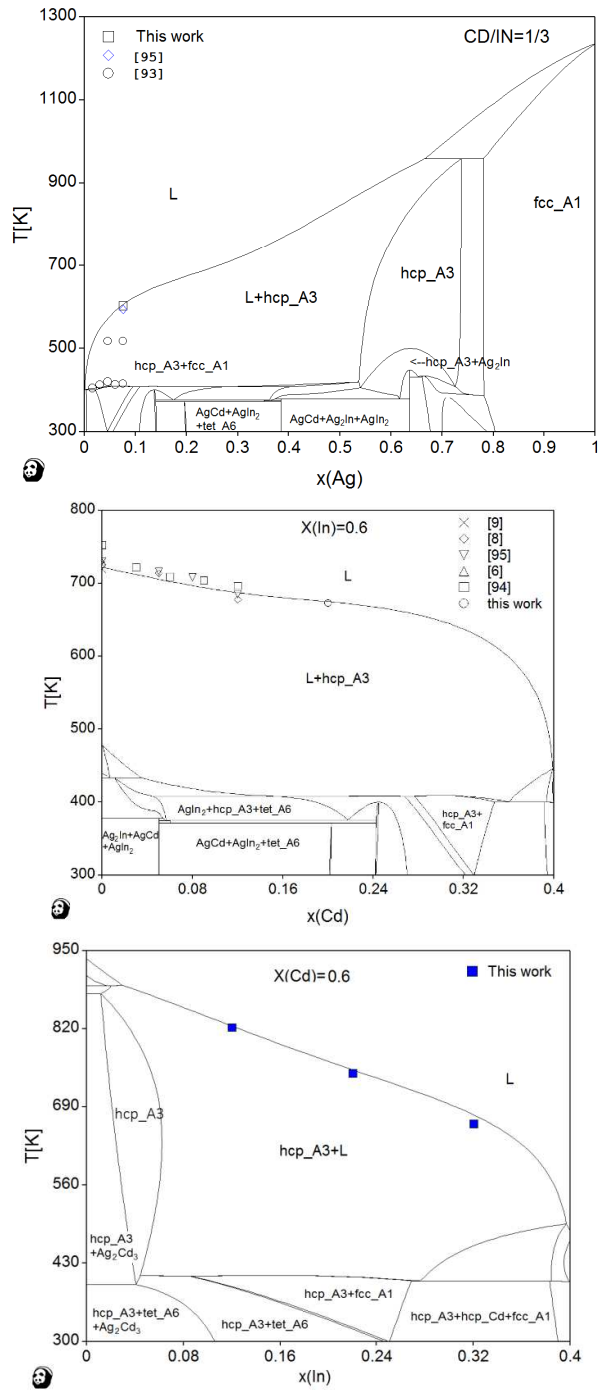 1300
1100
900
700
500
300
T[K]
This work
[95]
[93]
CD/IN=1/3
L
fcc_A1
hcp_A3
L+hcp_A3
hcp_A3+fcc_A1
<--hcp_A3+Ag2In
AgCd+AgIn2
+tet_A6
AgCd+Ag2In+AgIn2
0 0.1 0.2 0.3 0.4 0.5 0.6 0.7 0.8 0.9 1
x(Ag)
800
700
600
500
400
300
T[K]
X(In)=0.6
[9]
[8]
[95]
[6]
[94]
this work
L
L+hcp_A3
AgIn2+hcp_A3+tet_A6
hcp_A3+
fcc_A1
Ag2In+AgCd
+AgIn2
AgCd+AgIn2+tet_A6
0 0.08 0.16 0.24 0.32 0.4
x(Cd)
950
820
690
560
430
300
T[K]
X(Cd)=0.6
This work
L
hcp_A3
hcp_A3+L
hcp_A3
+Ag2Cd3
hcp_A3+fcc_A1
hcp_A3+tet_A6
+Ag2Cd3
hcp_A3+tet_A6
hcp_A3+hcp_Cd+fcc_A1
0 0.08 0.16 0.24 0.32 0.4
x(In)